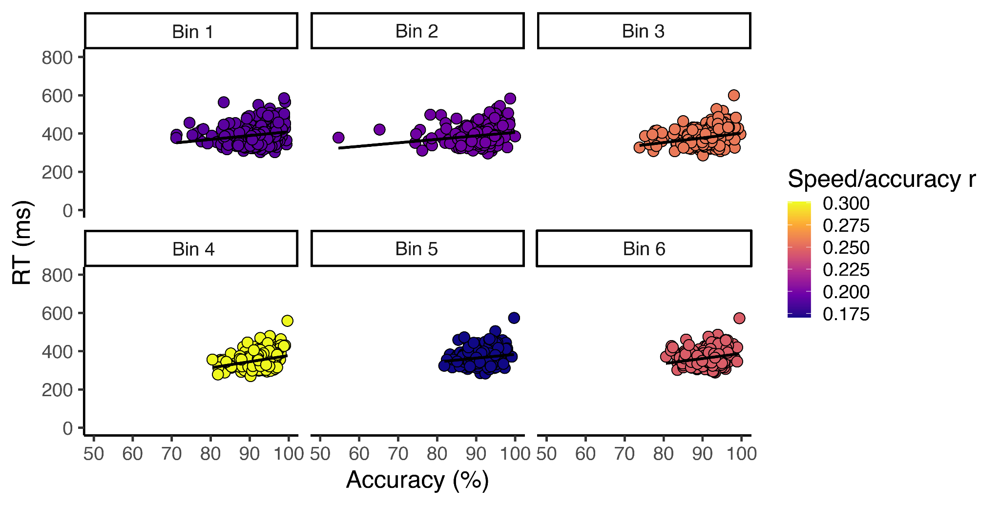 Bin 1
Bin 2
Bin 3
800
600
400
200
0
Bin 4
Bin 5
Bin 6
800
600
400
200
0
50 60 70 80 90 100
50 60 70 80 90 100
50 60 70 80 90 100
RT (ms)
Accuracy (%)
Speed/accuracy r
0.300
0.275
0.250
0.225
0.200
0.175